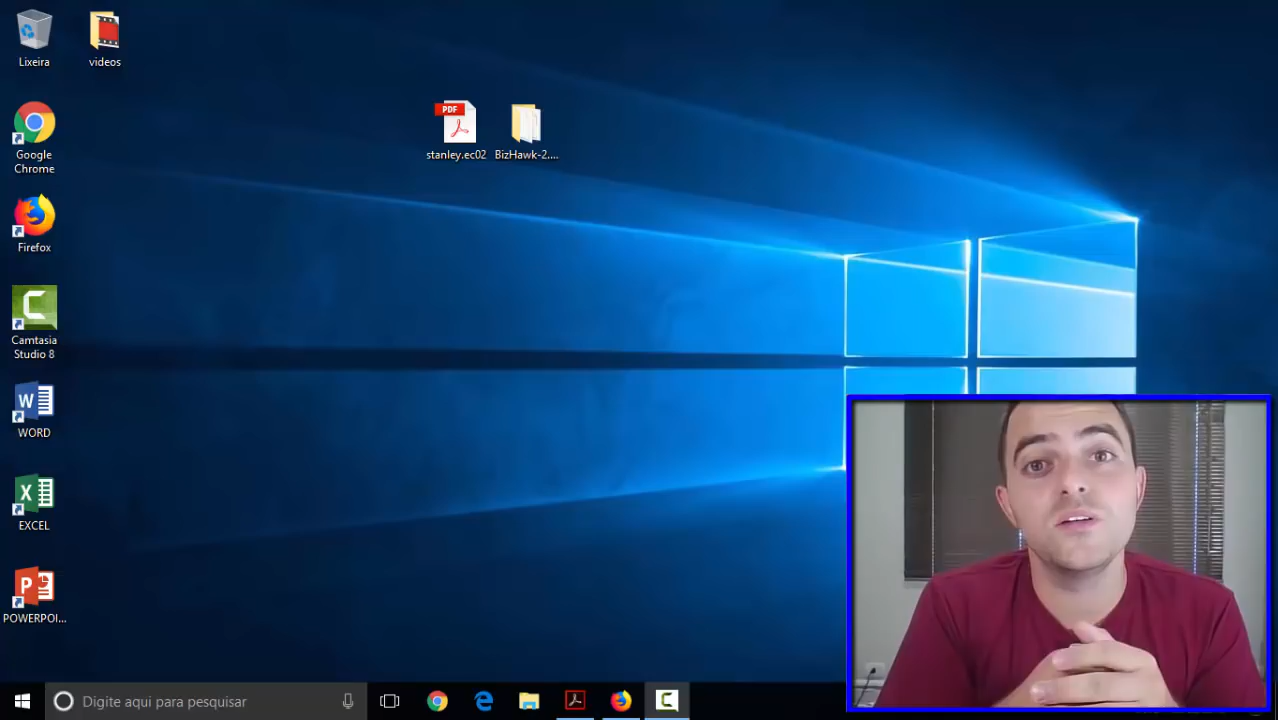 Lixeira
videos
PDF
stanley.ec02
BizHawk-2....
Google
Chrome
Firefox
Camtasia
Studio 8
W
WORD
X
EXCEL
P
POWERPOI...
Digite aqui para pesquisar